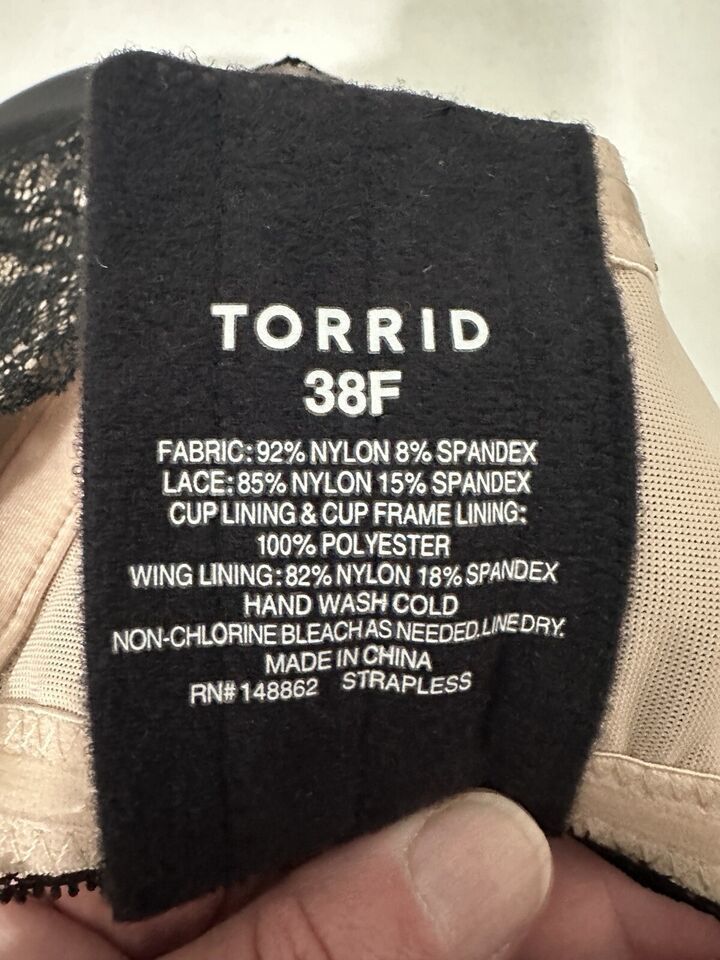 TORRID
38F
FABRIC: 92% NYLON 8% SPANDEX
LACE: 85% NYLON 15% SPANDEX
CUP LINING & CUP FRAME LINING:
100% POLYESTER
WING LINING: 82% NYLON 18% SPANDEX
HAND WASH COLD
NON-CHLORINE BLEACH AS NEEDED. LINE DRY.
MADE IN CHINA
RN# 148862 STRAPLESS